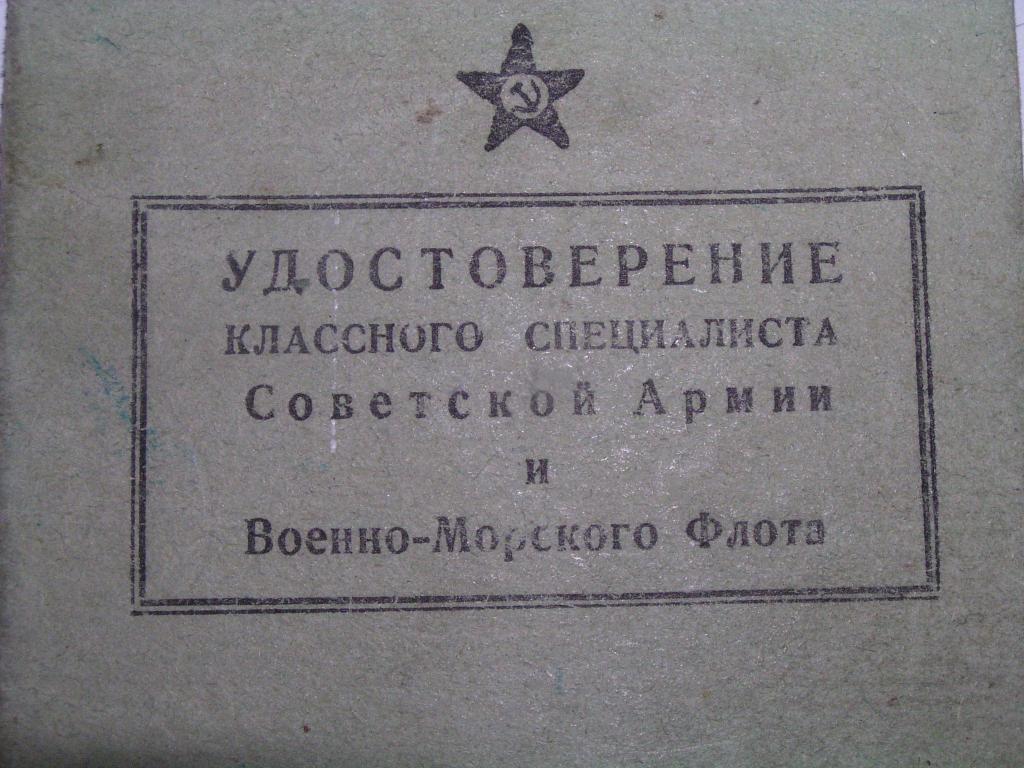 УДОСТОВЕРЕНИЕ
КЛАССНОГО СПЕЦИАЛИСТА
Советской Армии
и
Военно-Морского Флота